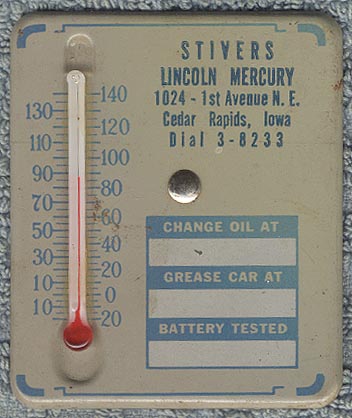 STIVERS
LINCOLN MERCURY
1024 - 1st Avenue N. E.
Cedar Rapids, Iowa
Dial 3-8233
140
130
120
110
100
90
80
70
60
50
40
30
20
10
0
10
20
CHANGE OIL AT
GREASE CAR AT
BATTERY TESTED